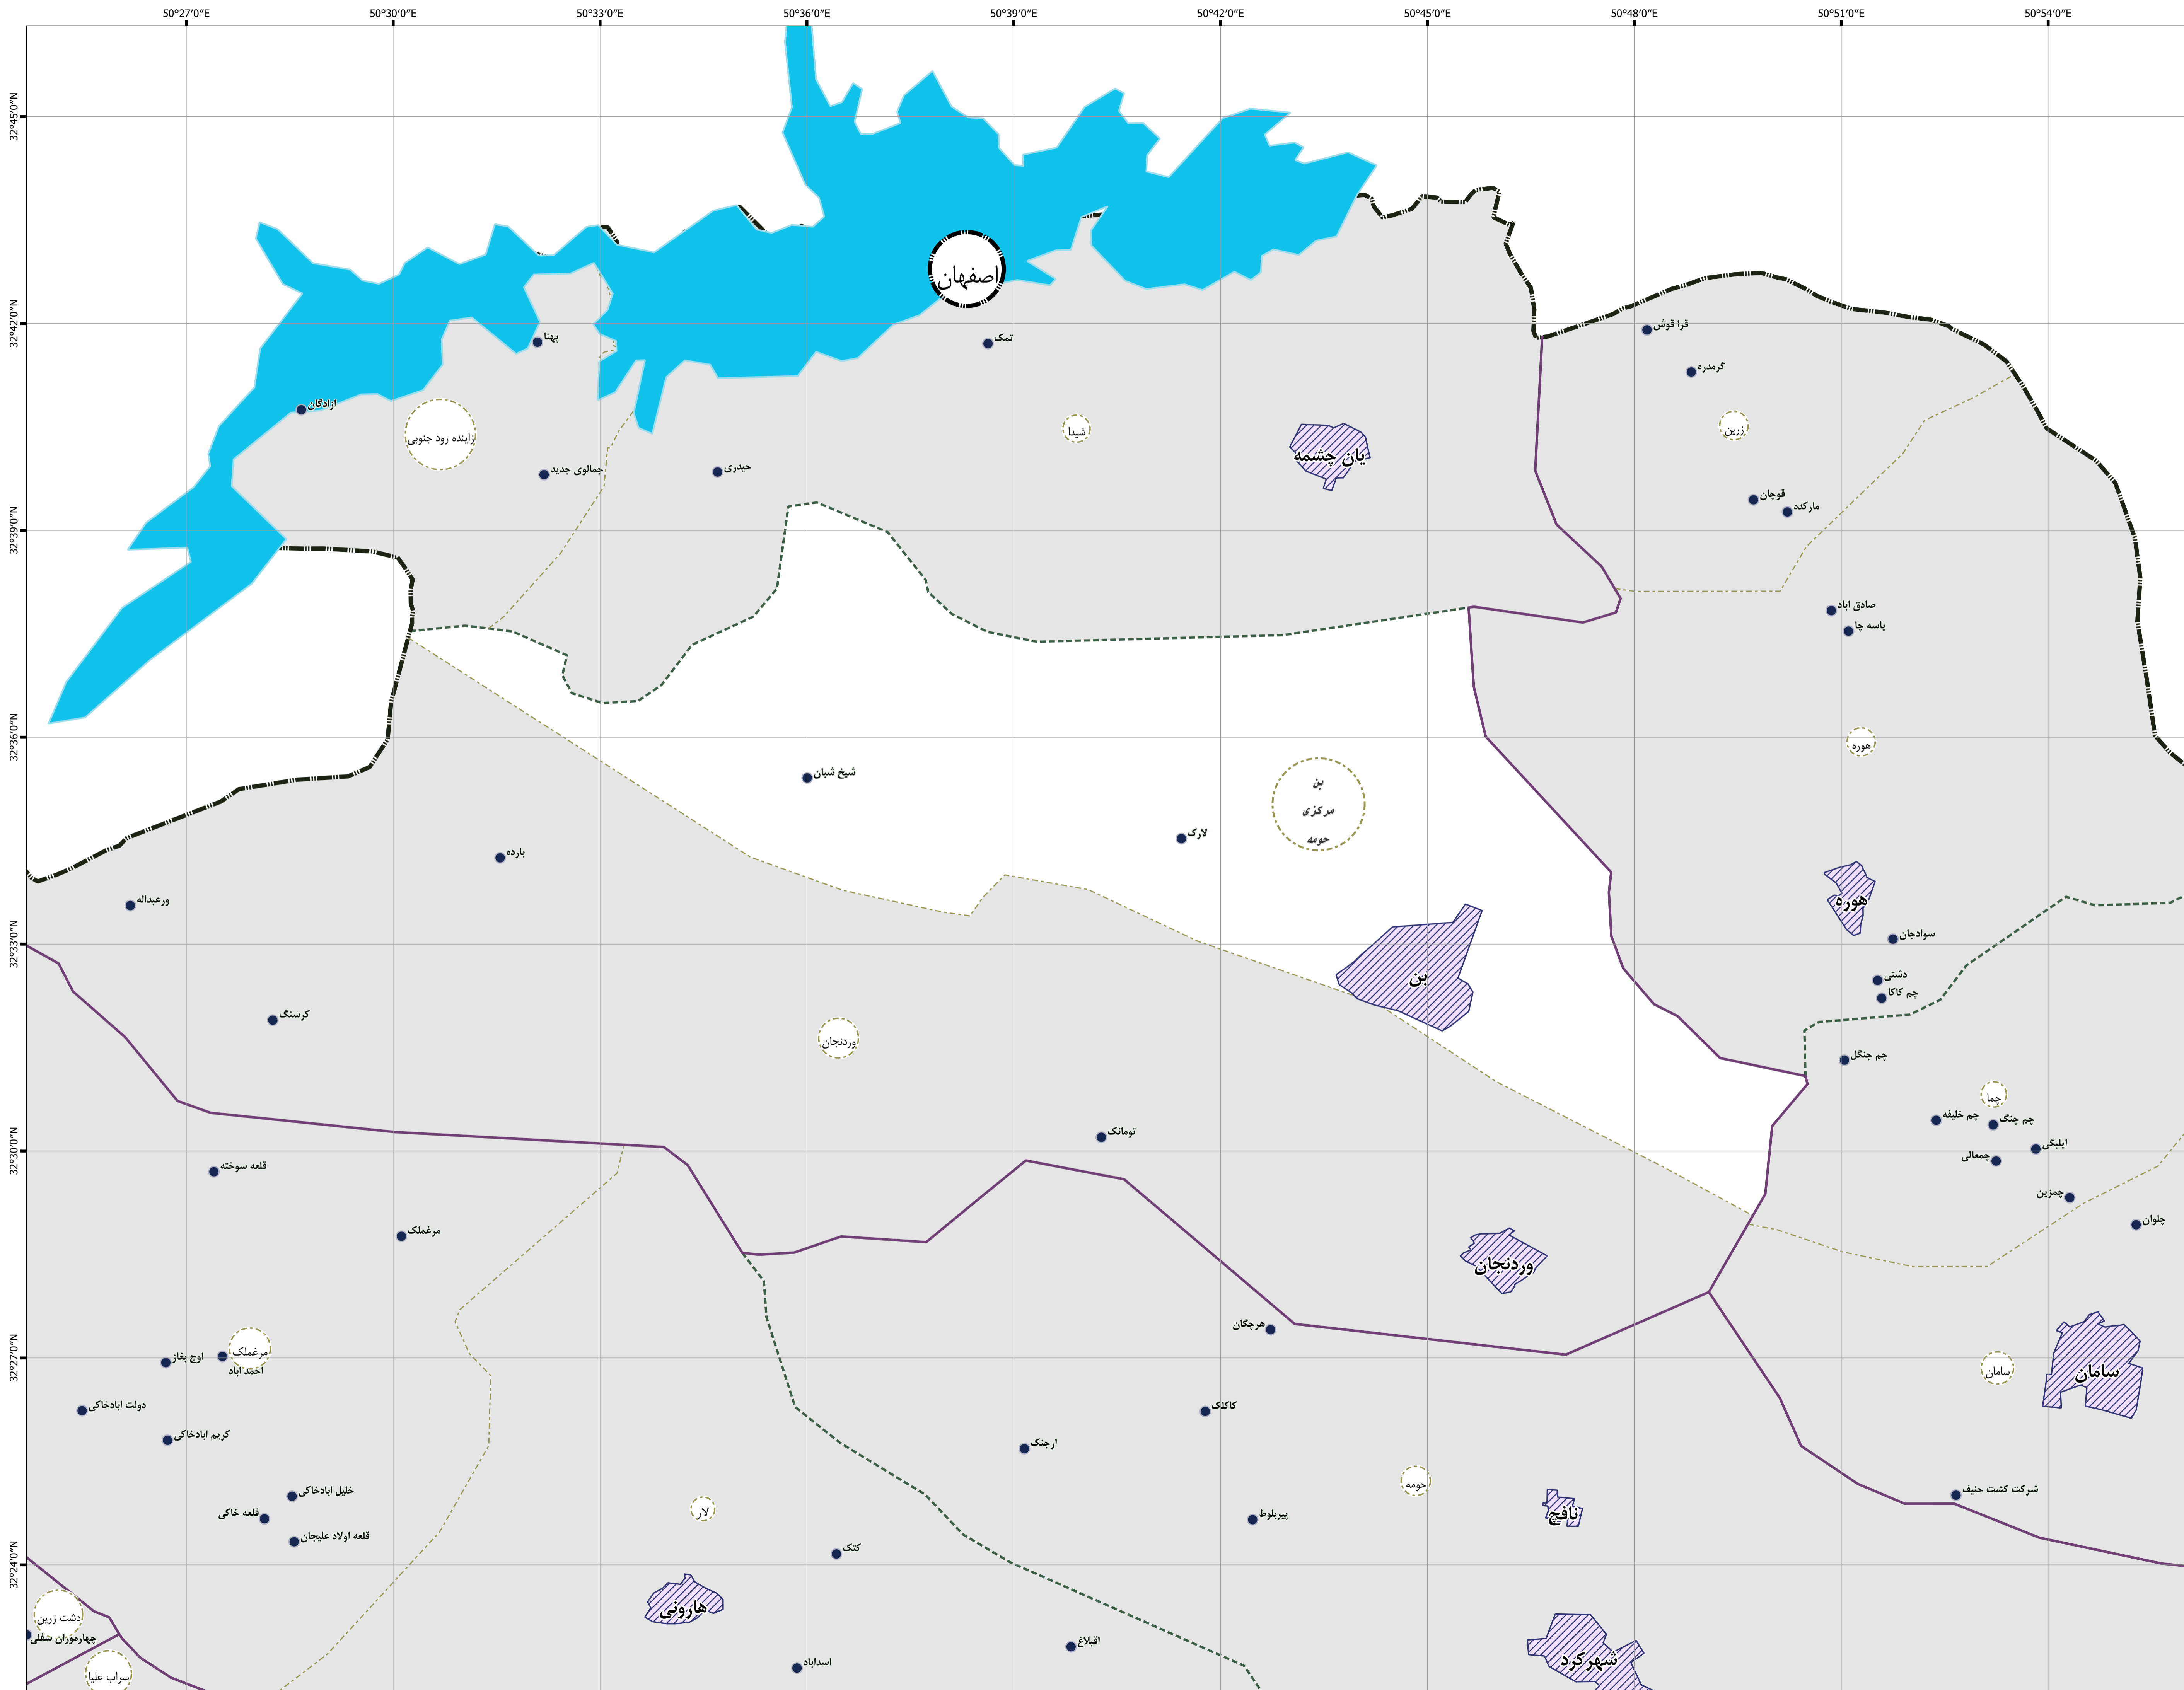 50°27'0"E
50°30'0"E
50°33'0"E
50°36'0"E
50°39'0"E
50°42'0"E
50°45'0"E
50°48'0"E
50°51'0"E
50°54'0"E
32°45'0"N
32°42'0"N
32°39'0"N
32°36'0"N
32°33'0"N
32°30'0"N
32°27'0"N
32°24'0"N
اصفهان
قرا قوش
پهنا
تمک
گرمدره
ازادگان
زاینده رود جنوبی
شیدا
زرین
یان چشمه
جمالوی جدید
حیدری
قوچان
مارکده
صادق اباد
یاسه چا
هوره
شیخ شبان
بن
مرکزی
حومه
لارک
بارده
ورعبداله
هوره
سوادجان
بن
دشتی
چم کاکا
کرسنگ
وردنجان
چم جنگل
چما
چم خلیفه
چم چنگ
تومانک
ایلبگی
چمعالی
قلعه سوخته
چمزین
چلوان
مرغملک
وردنجان
هرچگان
مرغملک
اوچ بغاز
احمد اباد
سامان
سامان
دولت ابادخاکی
کاکلک
کریم ابادخاکی
ارجنک
حومه
خلیل ابادخاکی
شرکت کشت حنیف
لار
قلعه خاکی
پیربلوط
نافچ
قلعه اولاد علیجان
کتک
هارونی
دشت زرین
چهارموران سفلی
اقبلاغ
شهرکرد
اسداباد
سراب علیا